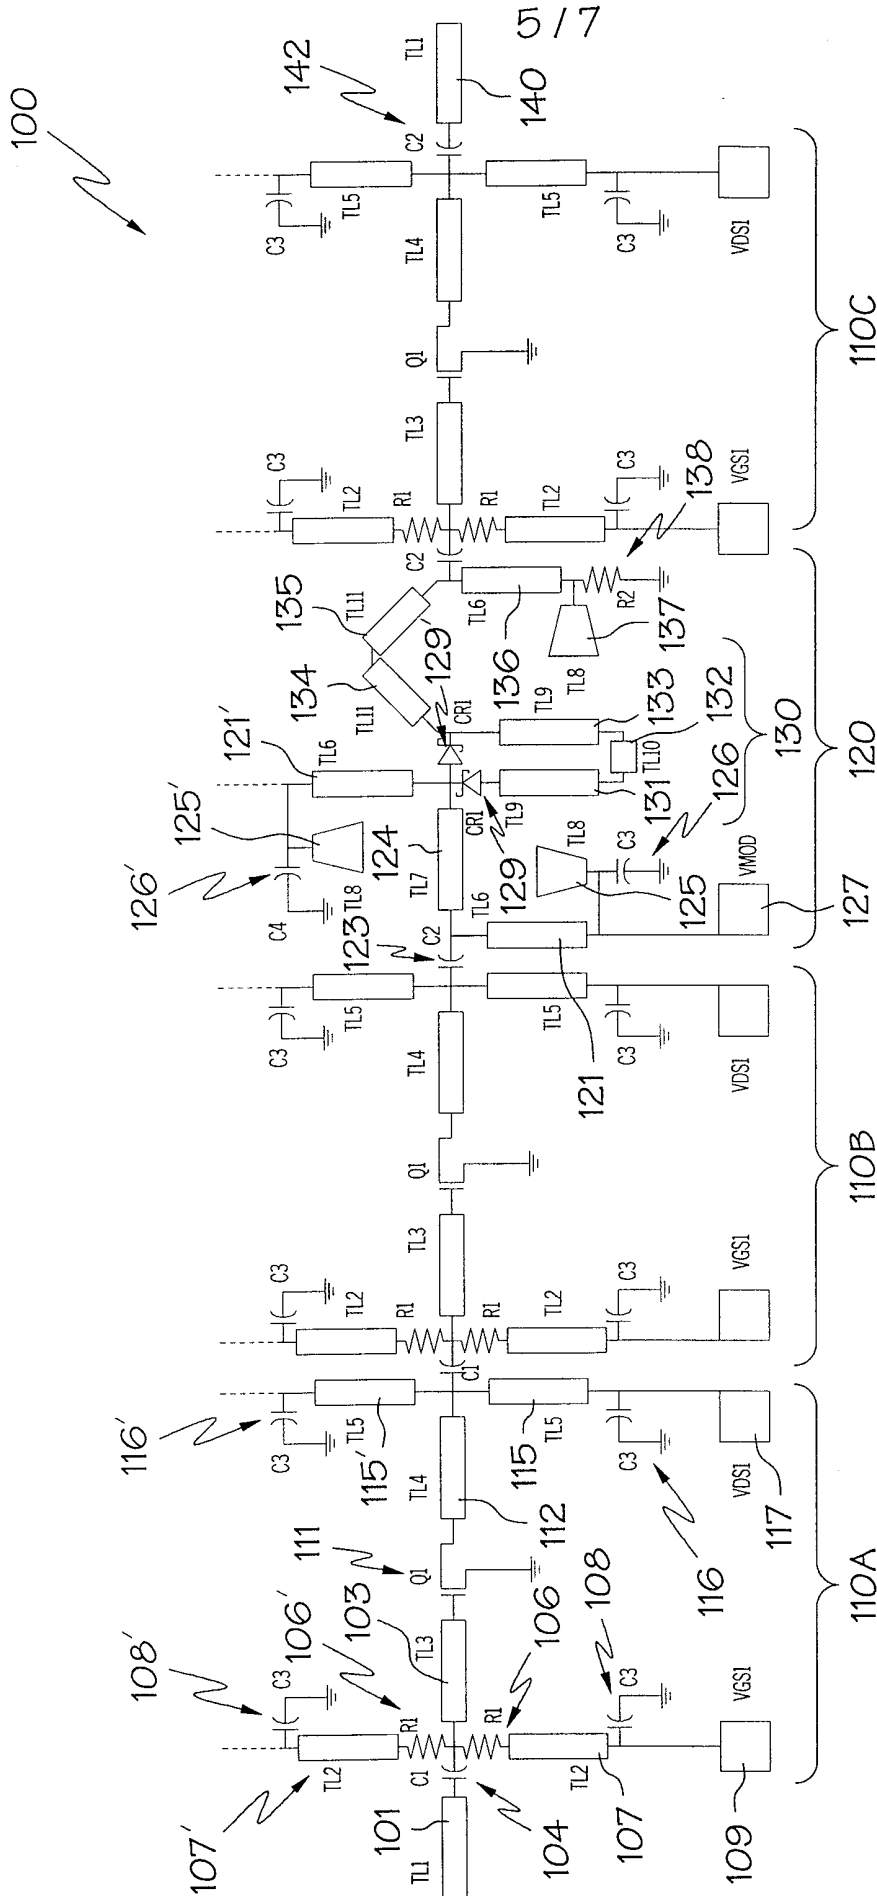 5/7
100
142
140
TL1
C2
C3
TL5
TL4
TL5
C3
VDS1
Q1
TL3
C3
TL2
R1
R1
TL2
C3
VGS1
110C
C2
138
135
TL11
129
134
TL11
TL6
136
R2
137
TL8
121'
TL6
CR1
TL9
133
132
TL10
130
125'
126'
TL8
C4
124
TL7
CR1
129
TL9
131
126
TL8
C3
125
VMOD
127
120
123
C2
TL6
121
C3
TL5
TL4
TL5
C3
VDS1
Q1
TL3
C3
TL2
R1
R1
TL2
C3
VGS1
110B
C1
116'
C3
TL5
115'
TL4
112
115
TL5
C3
116
VDS1
117
111
Q1
103
TL3
108'
C3
106'
R1
107'
TL2
C1
104
106
R1
108
C3
TL2
107
VGS1
109
101
TL1
110A